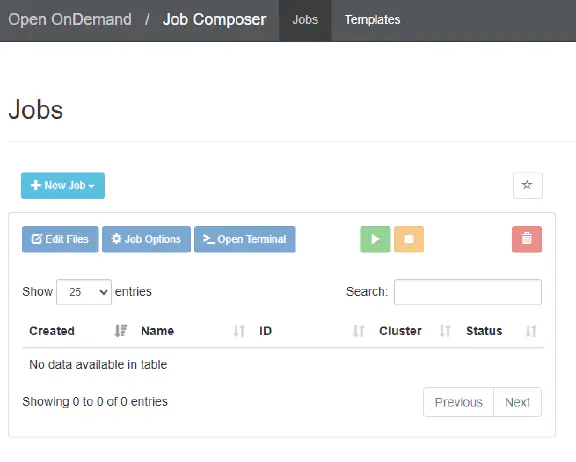 Open OnDemand / Job Composer Jobs Templates
Jobs
New Job
Edit Files Job Options Open Terminal
Show 25 entries Search:
Created Name ID Cluster Status
No data available in table
Showing 0 to 0 of 0 entries Previous Next